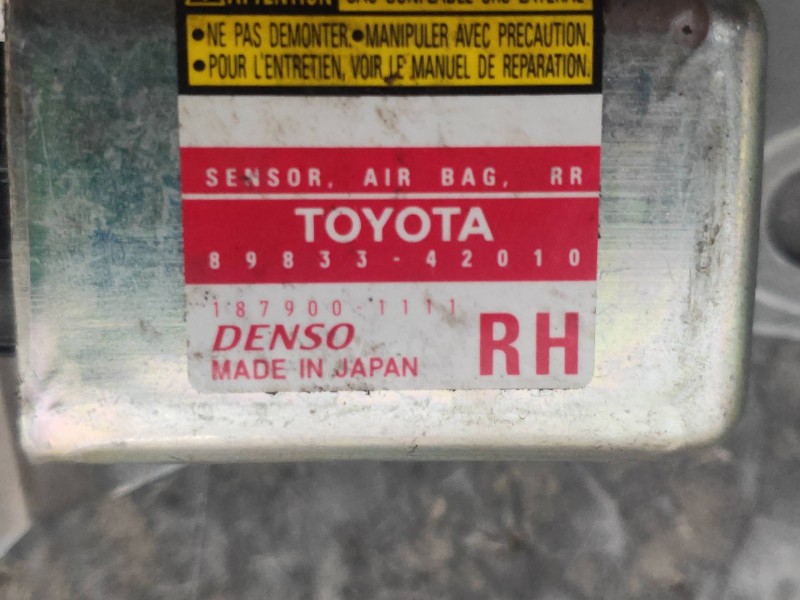 ATTENTION
• NE PAS DEMONTER. • MANIPULER AVEC PRECAUTION.
• POUR L'ENTRETIEN, VOIR LE MANUEL DE REPARATION.
SENSOR, AIR BAG, RR
TOYOTA
89833-42010
187900-1111
DENSO RH
MADE IN JAPAN